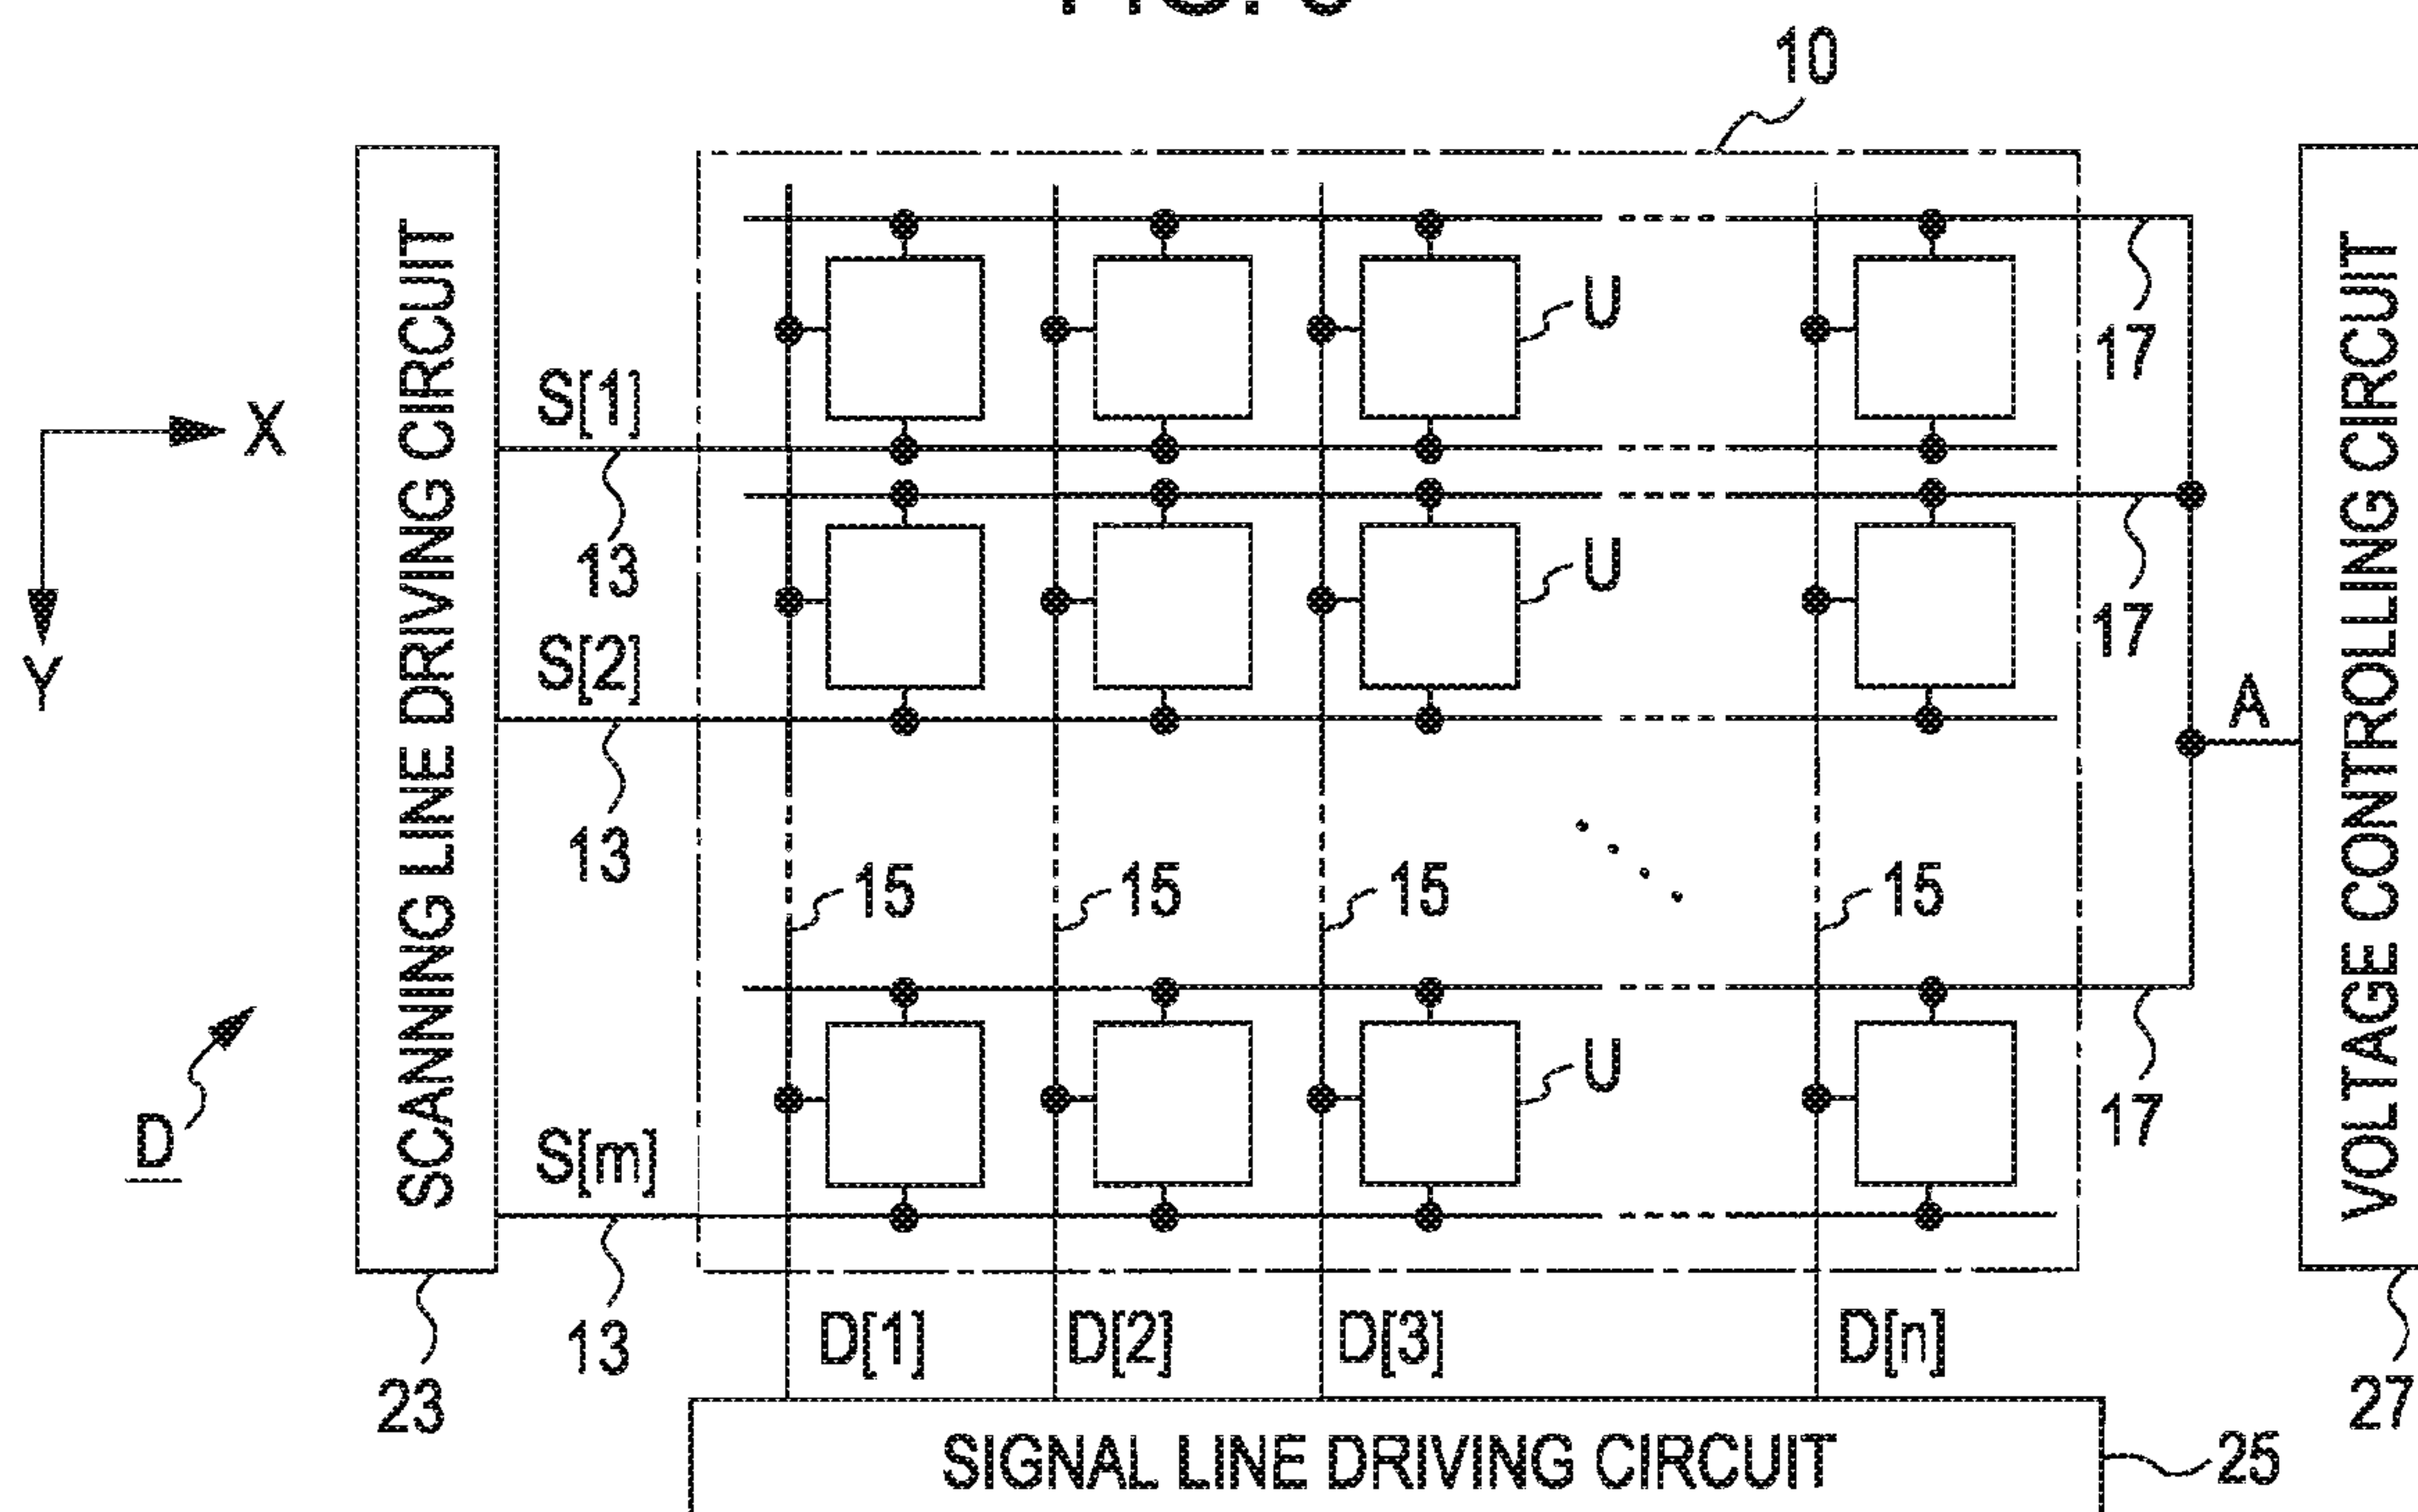 10
SCANNING LINE DRIVING CIRCUIT
VOLTAGE CONTROLLING CIRCUIT
U
17
S[1]
X
13
U
17
S[2]
Y
A
13
15 15 15 15
U
17
D
S[m]
13
D[1] D[2] D[3] D[n]
23
27
SIGNAL LINE DRIVING CIRCUIT
25